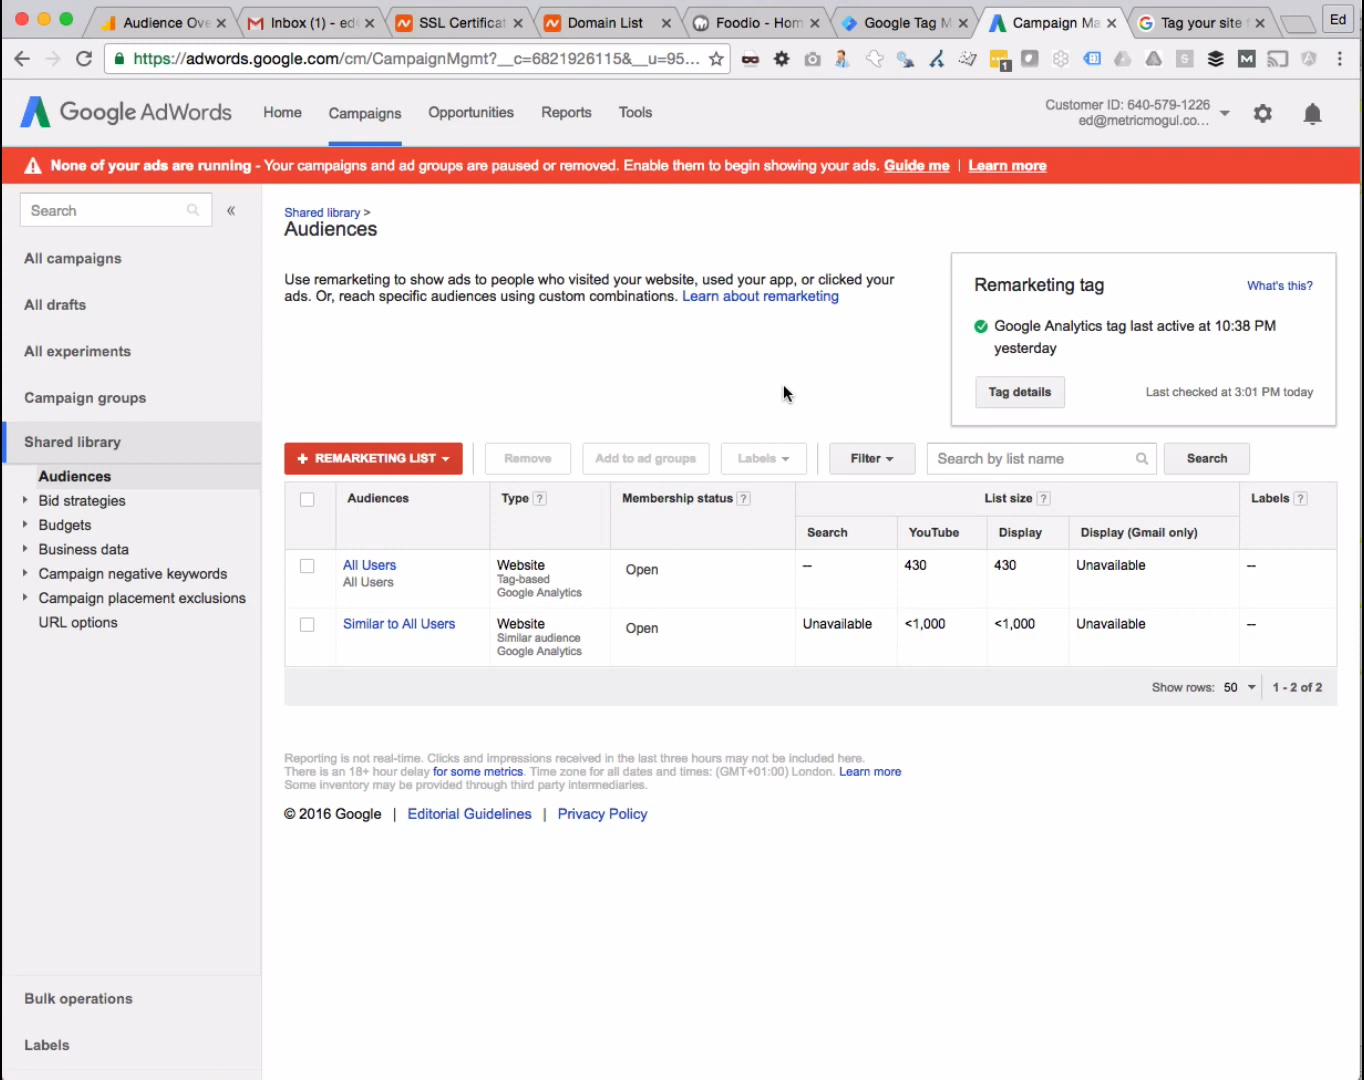 Audience Ove
Inbox (1) - ed
SSL Certificat
Domain List
Foodio - Hom
Google Tag M
Campaign Ma
Tag your site
Ed
https://adwords.google.com/cm/CampaignMgmt?__c=6821926115&__u=95...
1
Google AdWords
Home
Campaigns
Opportunities
Reports
Tools
Customer ID: 640-579-1226
ed@metricmogul.co...
None of your ads are running - Your campaigns and ad groups are paused or removed. Enable them to begin showing your ads. Guide me | Learn more
Search
«
All campaigns
All drafts
All experiments
Campaign groups
Shared library
Audiences
Bid strategies
Budgets
Business data
Campaign negative keywords
Campaign placement exclusions
URL options
Bulk operations
Labels
Shared library >
Audiences
Use remarketing to show ads to people who visited your website, used your app, or clicked your
ads. Or, reach specific audiences using custom combinations. Learn about remarketing
Remarketing tag
What's this?
Google Analytics tag last active at 10:38 PM
yesterday
Tag details
Last checked at 3:01 PM today
+ REMARKETING LIST
Remove
Add to ad groups
Labels
Filter
Search by list name
Search
Audiences
Type ?
Membership status ?
List size ?
Labels ?
Search
YouTube
Display
Display (Gmail only)
All Users
All Users
Website
Tag-based
Google Analytics
Open
--
430
430
Unavailable
--
Similar to All Users
Website
Similar audience
Google Analytics
Open
Unavailable
<1,000
<1,000
Unavailable
--
Show rows: 50
1 - 2 of 2
Reporting is not real-time. Clicks and impressions received in the last three hours may not be included here.
There is an 18+ hour delay for some metrics. Time zone for all dates and times: (GMT+01:00) London. Learn more
Some inventory may be provided through third party intermediaries.
© 2016 Google | Editorial Guidelines | Privacy Policy